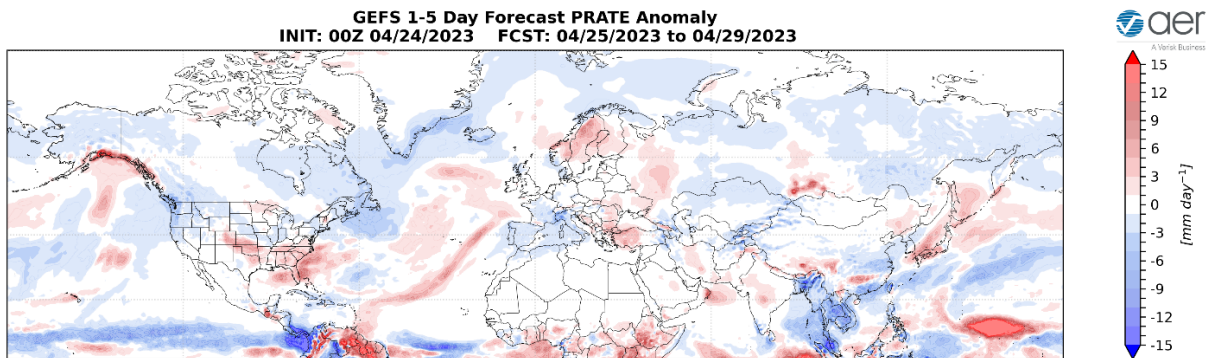 GEFS 1-5 Day Forecast PRATE Anomaly
INIT: 00Z 04/24/2023    FCST: 04/25/2023 to 04/29/2023
aer
A Verisk Business
15
12
9
6
3
0
-3
-6
-9
-12
-15
[mm day⁻¹]